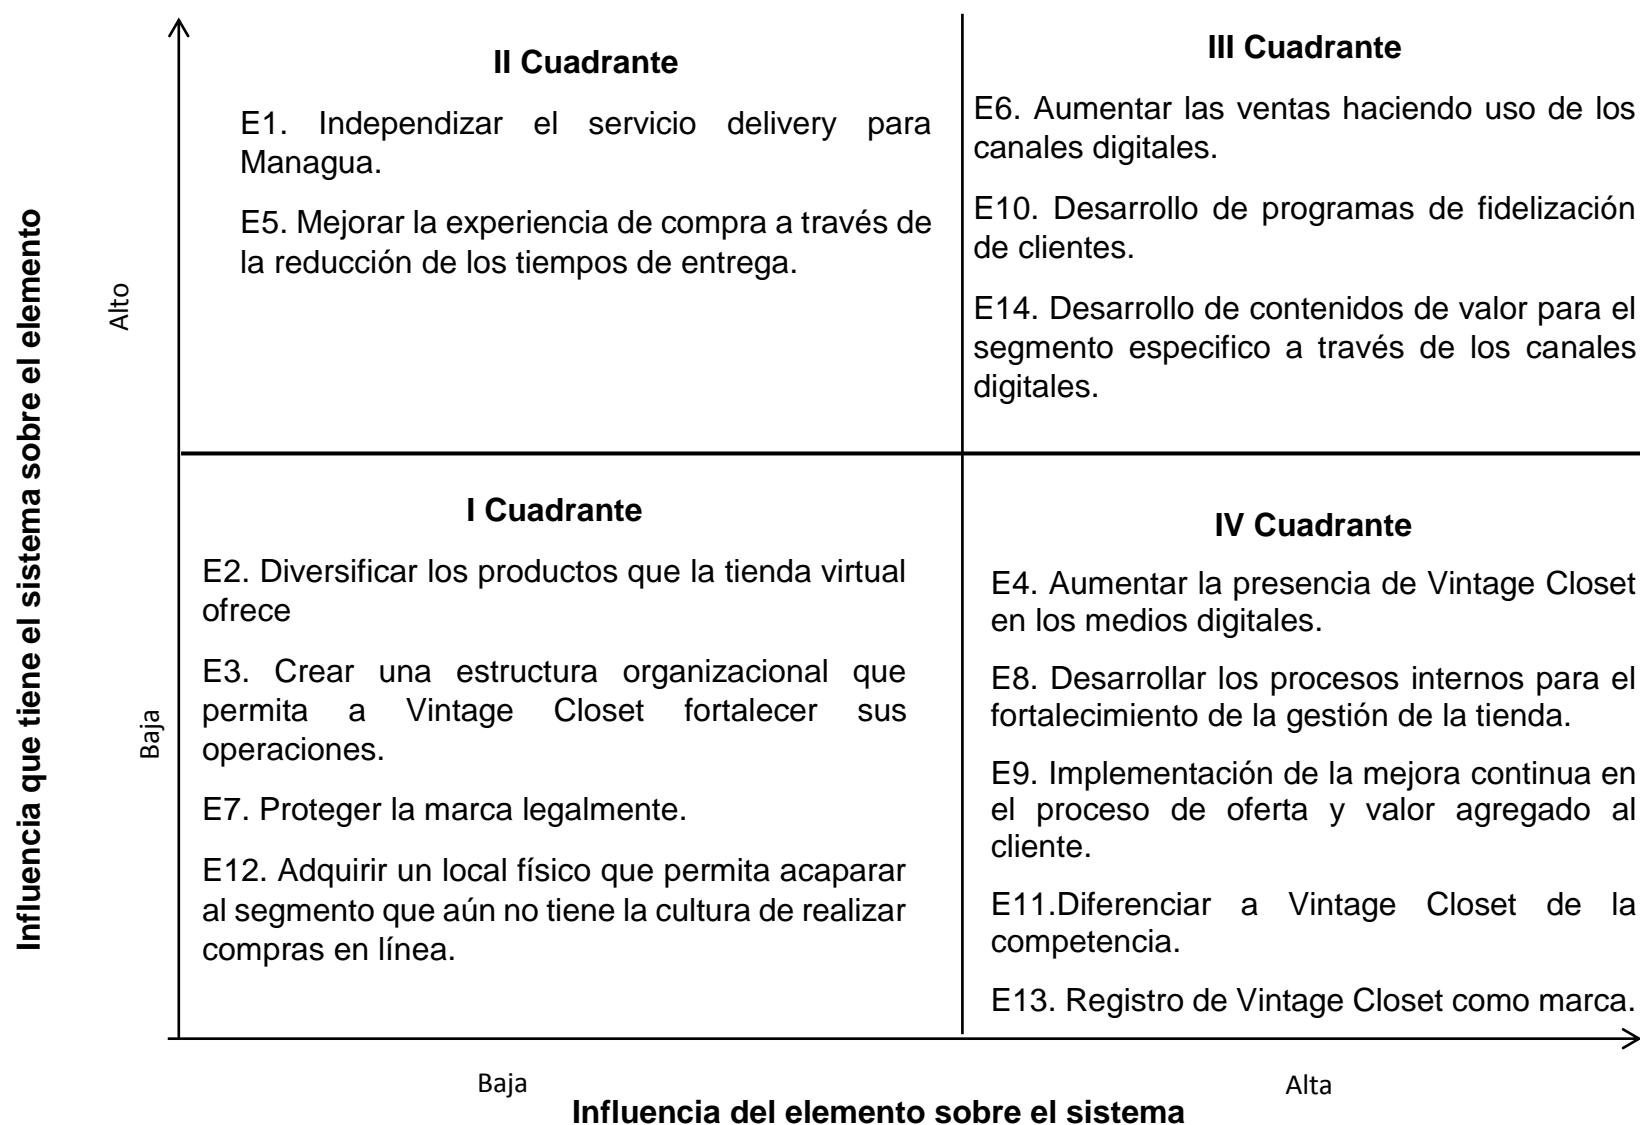 Influencia que tiene el sistema sobre el elemento
Alto
Baja
II Cuadrante
E1. Independizar el servicio delivery para
Managua.
E5. Mejorar la experiencia de compra a través de
la reducción de los tiempos de entrega.
III Cuadrante
E6. Aumentar las ventas haciendo uso de los
canales digitales.
E10. Desarrollo de programas de fidelización
de clientes.
E14. Desarrollo de contenidos de valor para el
segmento especifico a través de los canales
digitales.
I Cuadrante
E2. Diversificar los productos que la tienda virtual
ofrece
E3. Crear una estructura organizacional que
permita a Vintage Closet fortalecer sus
operaciones.
E7. Proteger la marca legalmente.
E12. Adquirir un local físico que permita acaparar
al segmento que aún no tiene la cultura de realizar
compras en línea.
IV Cuadrante
E4. Aumentar la presencia de Vintage Closet
en los medios digitales.
E8. Desarrollar los procesos internos para el
fortalecimiento de la gestión de la tienda.
E9. Implementación de la mejora continua en
el proceso de oferta y valor agregado al
cliente.
E11.Diferenciar a Vintage Closet de la
competencia.
E13. Registro de Vintage Closet como marca.
Baja
Alta
Influencia del elemento sobre el sistema